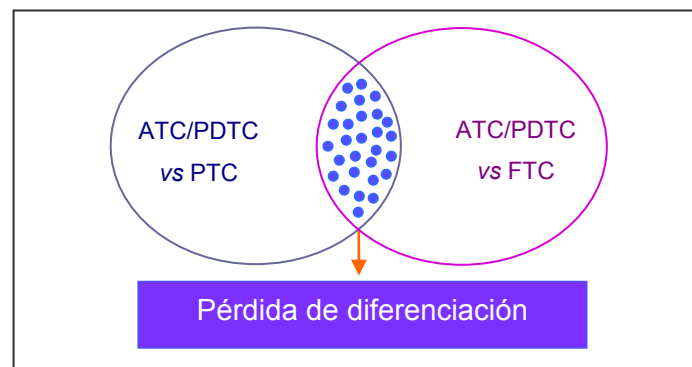 ATC/PDTC
vs PTC
ATC/PDTC
vs FTC
Pérdida de diferenciación